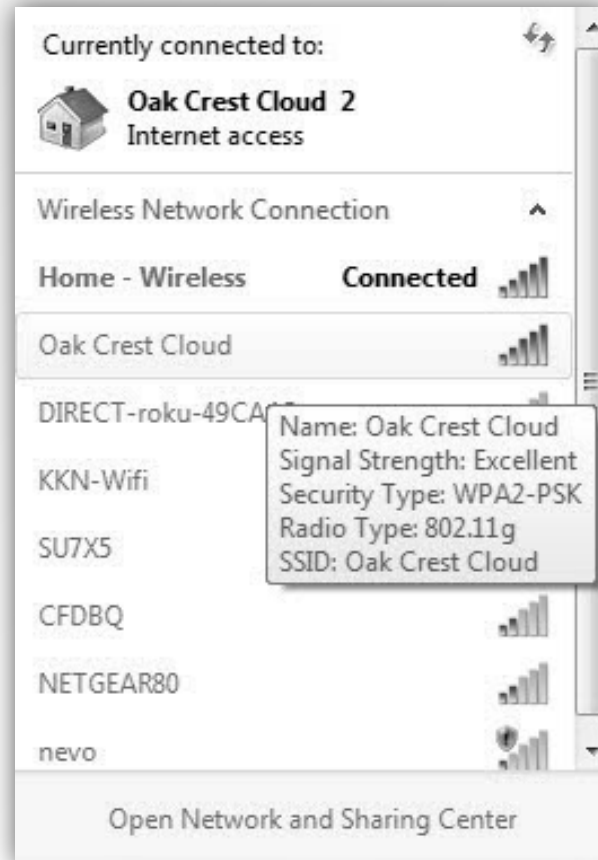 Currently connected to:
Oak Crest Cloud 2
Internet access
Wireless Network Connection
Home - Wireless Connected
Oak Crest Cloud
Name: Oak Crest Cloud
Signal Strength: Excellent
Security Type: WPA2-PSK
Radio Type: 802.11g
SSID: Oak Crest Cloud
KKN-Wifi
SU7X5
CFDBQ
NETGEAR80
nevo
Open Network and Sharing Center